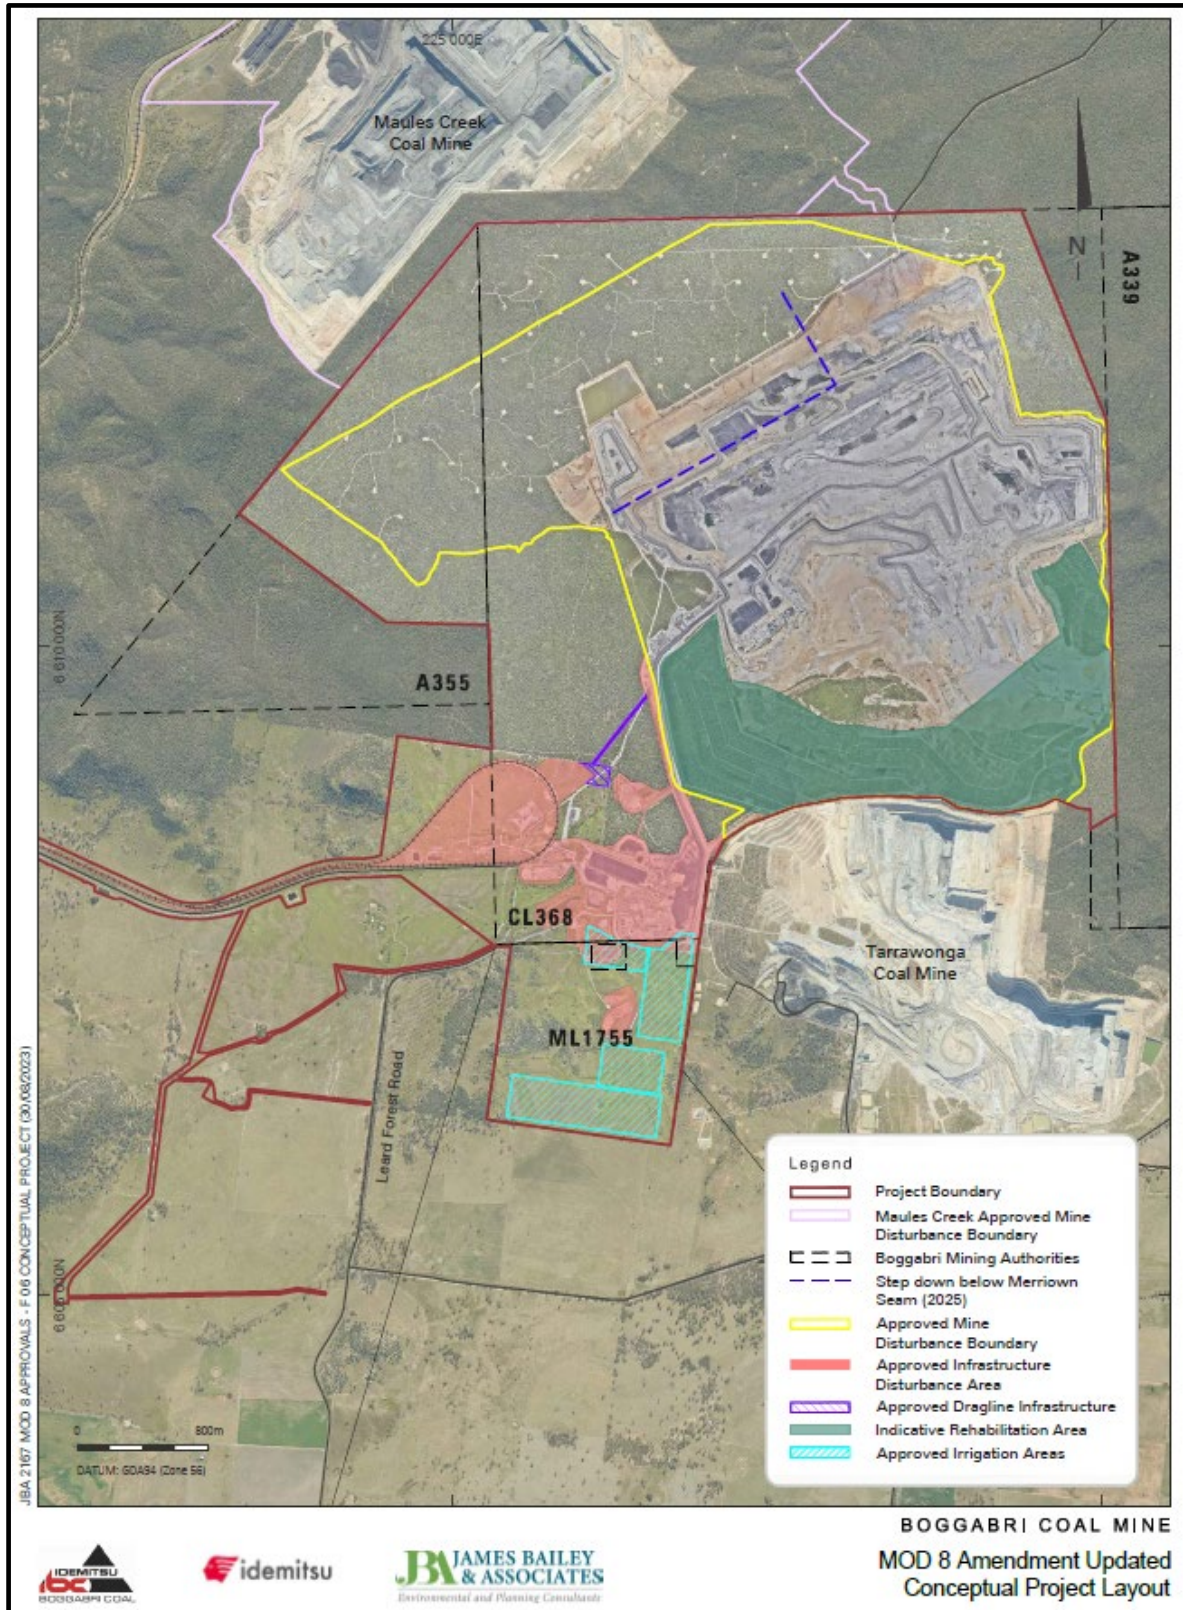 225 000E
Maules Creek
Coal Mine
N
A339
6 610 000N
A355
CL368
Tarrawonga
Coal Mine
ML1755
Leard Forest Road
6 605 000N
Legend
Project Boundary
Maules Creek Approved Mine
Disturbance Boundary
Boggabri Mining Authorities
Step down below Merriown
Seam (2025)
Approved Mine
Disturbance Boundary
Approved Infrastructure
Disturbance Area
Approved Dragline Infrastructure
Indicative Rehabilitation Area
Approved Irrigation Areas
0 800m
DATUM: GDA94 (Zone 56)
JBA 2167 MOD 8 APPROVALS - F 06 CONCEPTUAL PROJECT (30/08/2023)
BOGGABRI COAL MINE
MOD 8 Amendment Updated
Conceptual Project Layout
IDEMITSU
bc
BOGGABRI COAL
idemitsu
JBA JAMES BAILEY
& ASSOCIATES
Environmental and Planning Consultants